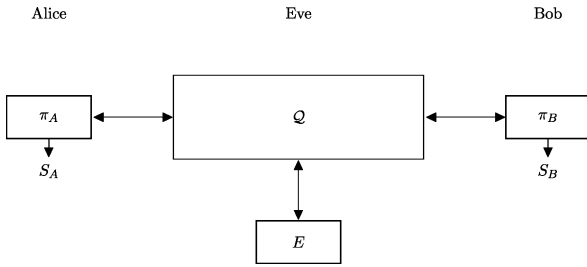 Alice Eve Bob
π_A 𝒬 π_B
S_A S_B
E